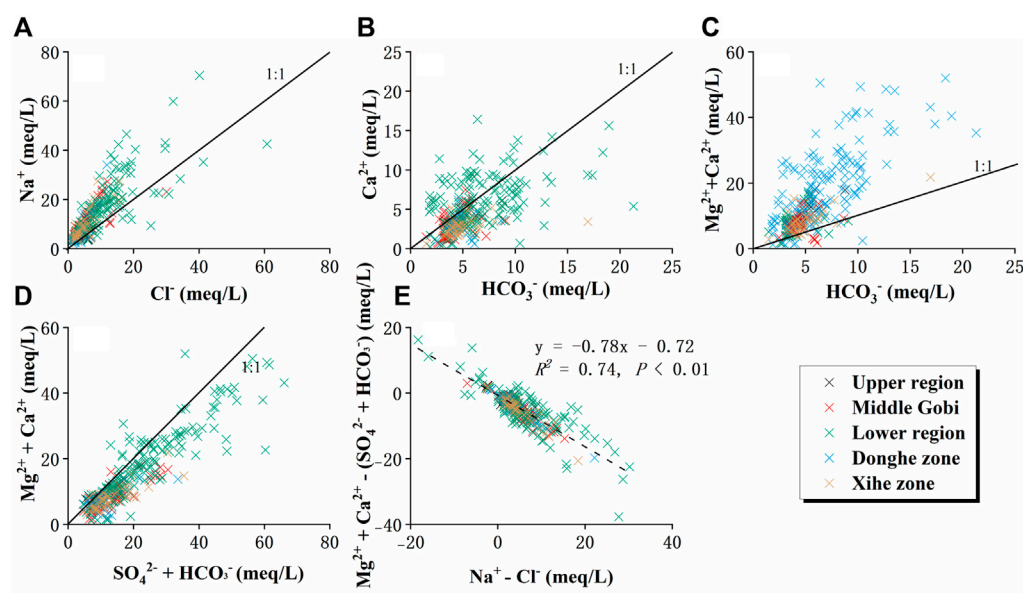 A
B
C
80
60
40
20
0
Na⁺ (meq/L)
1:1
0 20 40 60 80
Cl⁻ (meq/L)
25
20
15
10
5
0
Ca²⁺ (meq/L)
1:1
0 5 10 15 20 25
HCO₃⁻ (meq/L)
60
40
20
0
Mg²⁺+Ca²⁺ (meq/L)
1:1
0 5 10 15 20 25
HCO₃⁻ (meq/L)
D
E
60
40
20
0
Mg²⁺ + Ca²⁺ (meq/L)
1:1
0 20 40 60 80
SO₄²⁻ + HCO₃⁻ (meq/L)
20
0
-20
-40
Mg²⁺ + Ca²⁺ - (SO₄²⁻ + HCO₃⁻) (meq/L)
y = -0.78x - 0.72
R² = 0.74, P < 0.01
-20 0 20 40
Na⁺ - Cl⁻ (meq/L)
Upper region
Middle Gobi
Lower region
Donghe zone
Xihe zone